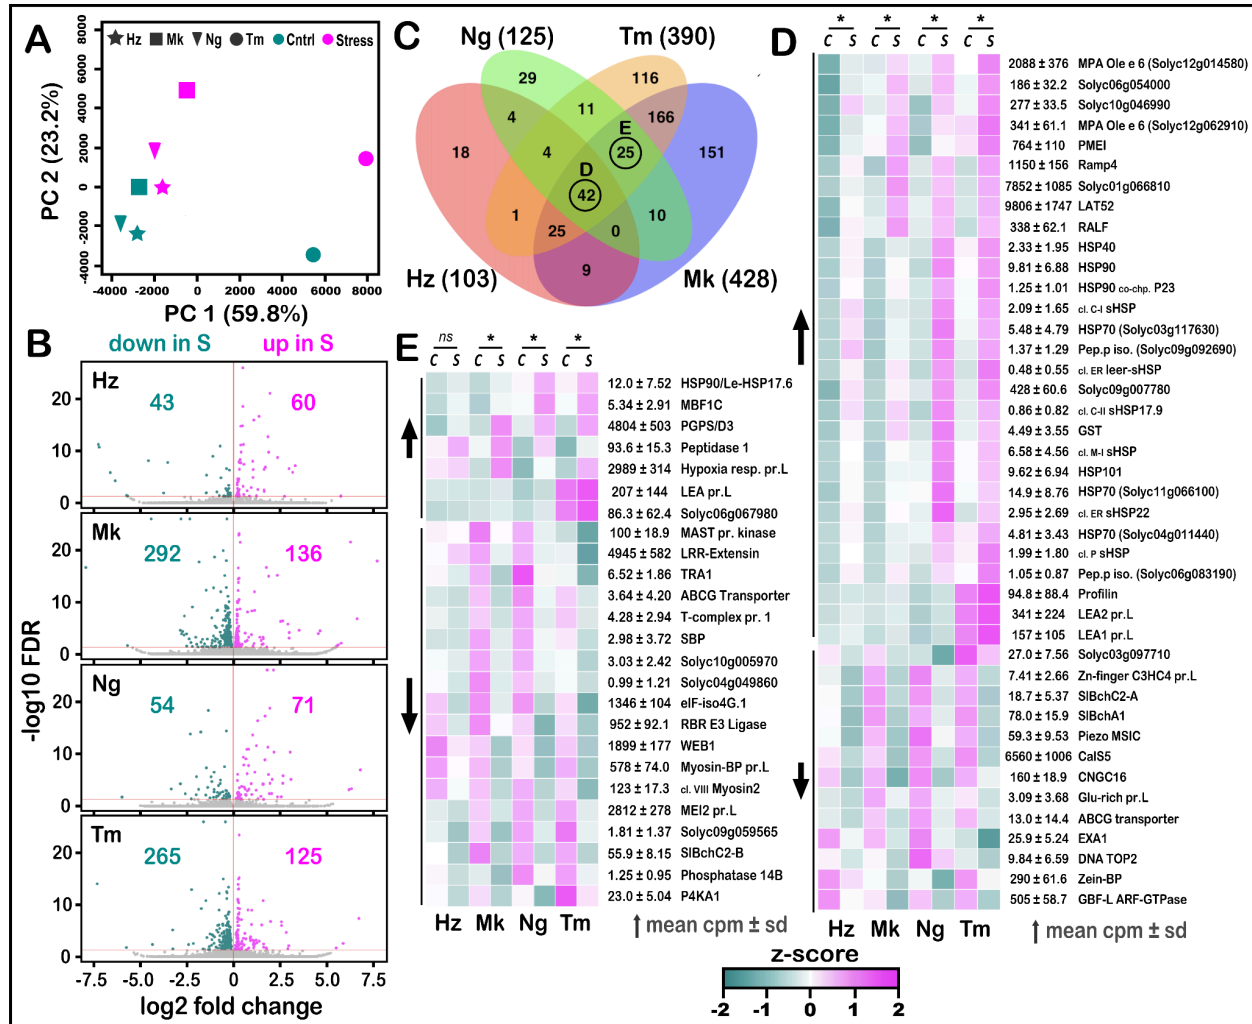 A
Hz Mk Ng Tm Cntrl Stress
PC 2 (23.2%)
8000
6000
4000
2000
0
-2000
-4000
-4000 -2000 0 2000 4000 6000 8000
PC 1 (59.8%)
B
down in S up in S
Hz
43 60
Mk
292 136
Ng
54 71
Tm
265 125
20
10
0
20
10
0
20
10
0
20
10
0
-log10 FDR
-7.5 -5.0 -2.5 0 2.5 5.0 7.5
log2 fold change
C
Ng (125) Tm (390)
29 116
4 11 166
18 4 E 25 151
D
42
1 10
25 0
9
Hz (103) Mk (428)
E
ns * * *
C S C S C S C S
12.0 ± 7.52 HSP90/Le-HSP17.6
5.34 ± 2.91 MBF1C
4804 ± 503 PGPS/D3
93.6 ± 15.3 Peptidase 1
2989 ± 314 Hypoxia resp. pr.L
207 ± 144 LEA pr.L
86.3 ± 62.4 Solyc06g067980
100 ± 18.9 MAST pr. kinase
4945 ± 582 LRR-Extensin
6.52 ± 1.86 TRA1
3.64 ± 4.20 ABCG Transporter
4.28 ± 2.94 T-complex pr. 1
2.98 ± 3.72 SBP
3.03 ± 2.42 Solyc10g005970
0.99 ± 1.21 Solyc04g049860
1346 ± 104 eIF-iso4G.1
952 ± 92.1 RBR E3 Ligase
1899 ± 177 WEB1
578 ± 74.0 Myosin-BP pr.L
123 ± 17.3 cl. VIII Myosin2
2812 ± 278 MEI2 pr.L
1.81 ± 1.37 Solyc09g059565
55.9 ± 8.15 SlBchC2-B
1.25 ± 0.95 Phosphatase 14B
23.0 ± 5.04 P4KA1
Hz Mk Ng Tm
mean cpm ± sd
D
* * * *
C S C S C S C S
2088 ± 376 MPA Ole e 6 (Solyc12g014580)
186 ± 32.2 Solyc06g054000
277 ± 33.5 Solyc10g046990
341 ± 61.1 MPA Ole e 6 (Solyc12g062910)
764 ± 110 PMEI
1150 ± 156 Ramp4
7852 ± 1085 Solyc01g066810
9806 ± 1747 LAT52
338 ± 62.1 RALF
2.33 ± 1.95 HSP40
9.81 ± 6.88 HSP90
1.25 ± 1.01 HSP90 co-chp. P23
2.09 ± 1.65 cl. C-I sHSP
5.48 ± 4.79 HSP70 (Solyc03g117630)
1.37 ± 1.29 Pep.p iso. (Solyc09g092690)
0.48 ± 0.55 cl. ER leer-sHSP
428 ± 60.6 Solyc09g007780
0.86 ± 0.82 cl. C-II sHSP17.9
4.49 ± 3.55 GST
6.58 ± 4.56 cl. M-I sHSP
9.62 ± 6.94 HSP101
14.9 ± 8.76 HSP70 (Solyc11g066100)
2.95 ± 2.69 cl. ER sHSP22
4.81 ± 3.43 HSP70 (Solyc04g011440)
1.99 ± 1.80 cl. P sHSP
1.05 ± 0.87 Pep.p iso. (Solyc06g083190)
94.8 ± 88.4 Profilin
341 ± 224 LEA2 pr.L
157 ± 105 LEA1 pr.L
27.0 ± 7.56 Solyc03g097710
7.41 ± 2.66 Zn-finger C3HC4 pr.L
18.7 ± 5.37 SlBchC2-A
78.0 ± 15.9 SlBchA1
59.3 ± 9.53 Piezo MSIC
6560 ± 1006 CalS5
160 ± 18.9 CNGC16
3.09 ± 3.68 Glu-rich pr.L
13.0 ± 14.4 ABCG transporter
25.9 ± 5.24 EXA1
9.84 ± 6.59 DNA TOP2
290 ± 61.6 Zein-BP
505 ± 58.7 GBF-L ARF-GTPase
Hz Mk Ng Tm
mean cpm ± sd
z-score
-2 -1 0 1 2